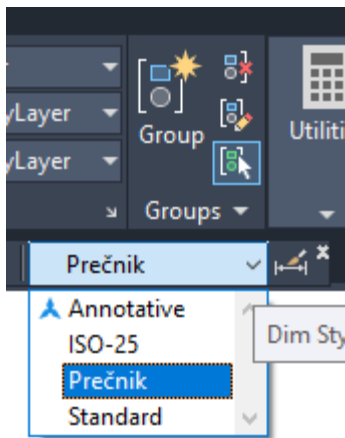 yLayer
Group
Utiliti
yLayer
Groups
Prečnik
Annotative
Dim Sty
ISO-25
Prečnik
Standard